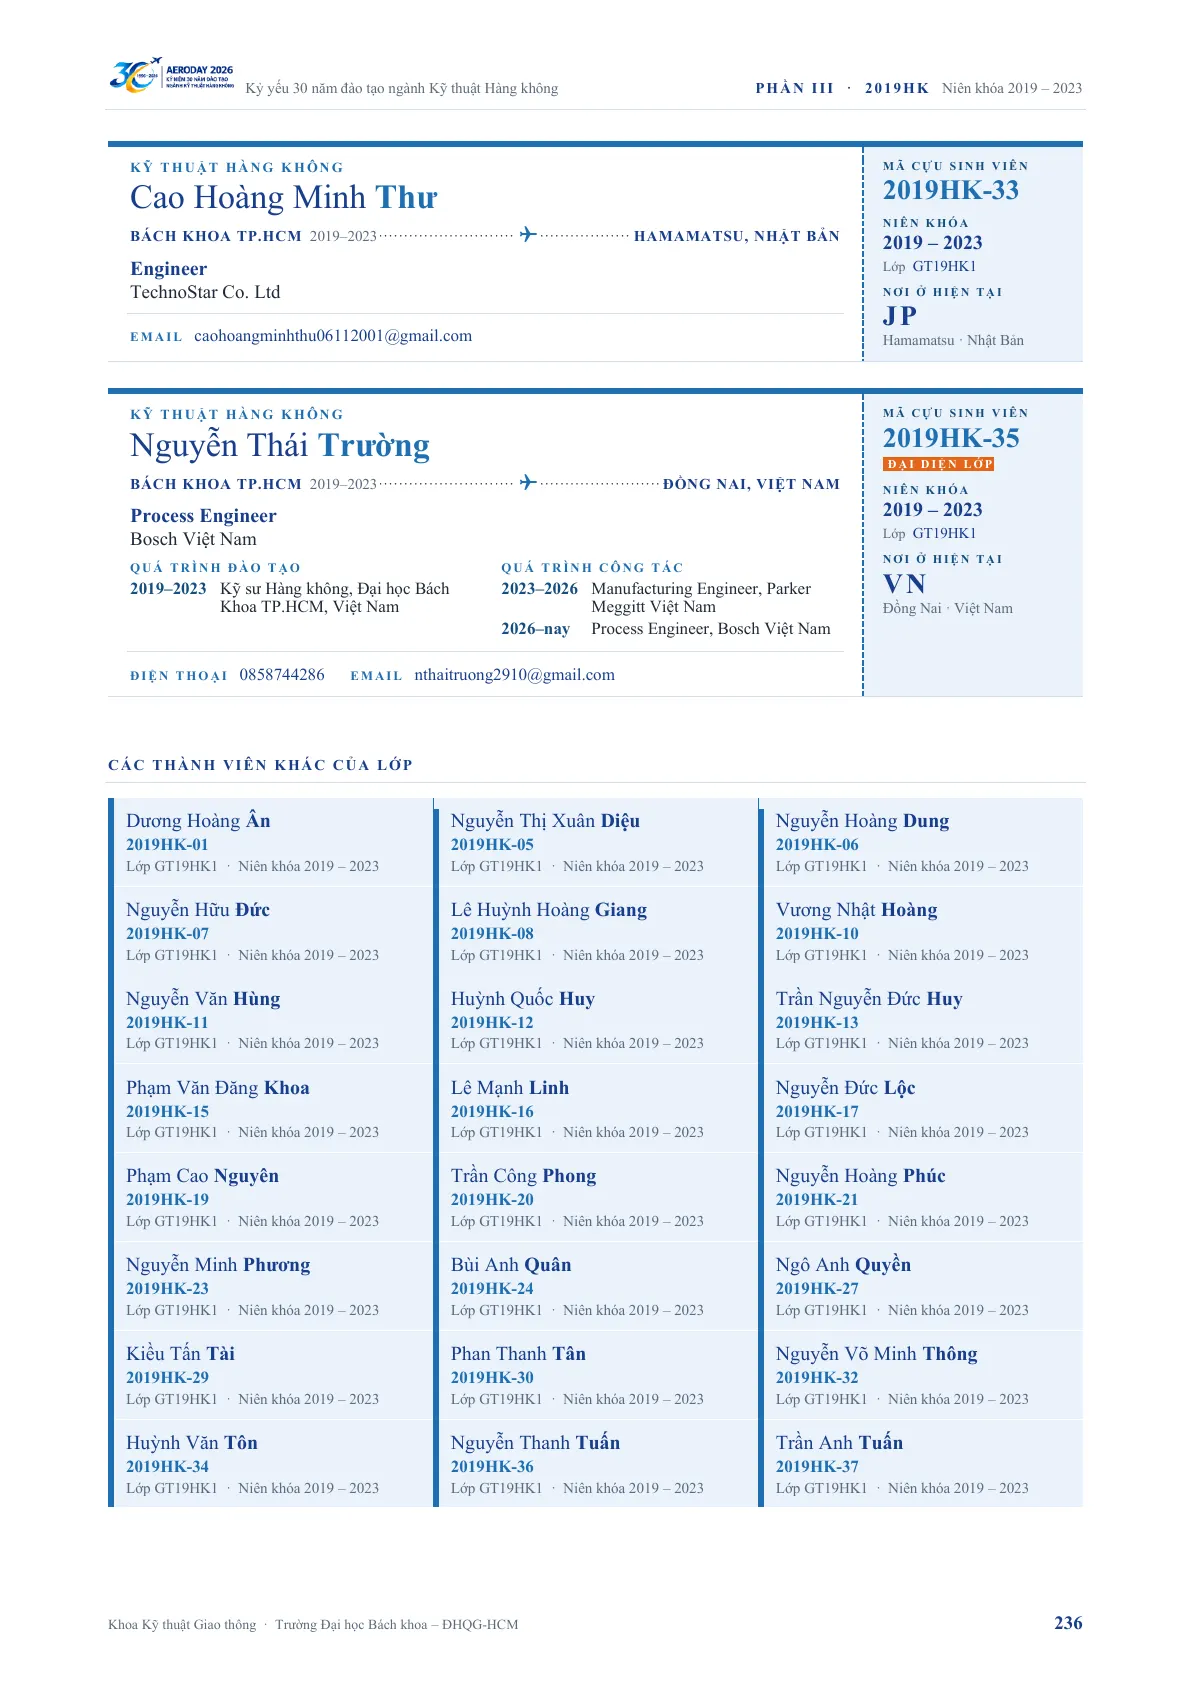 AERODAY 2026
KỶ NIỆM 30 NĂM ĐÀO TẠO
NGÀNH KỸ THUẬT HÀNG KHÔNG
Kỷ yếu 30 năm đào tạo ngành Kỹ thuật Hàng không
PHẦN III · 2019HK Niên khóa 2019 – 2023
KỸ THUẬT HÀNG KHÔNG
Cao Hoàng Minh Thư
BÁCH KHOA TP.HCM 2019–2023 HAMAMATSU, NHẬT BẢN
Engineer
TechnoStar Co. Ltd
EMAIL caohoangminhthu06112001@gmail.com
MÃ CỰU SINH VIÊN
2019HK-33
NIÊN KHÓA
2019 – 2023
Lớp GT19HK1
NƠI Ở HIỆN TẠI
JP
Hamamatsu · Nhật Bản
KỸ THUẬT HÀNG KHÔNG
Nguyễn Thái Trường
BÁCH KHOA TP.HCM 2019–2023 ĐỒNG NAI, VIỆT NAM
Process Engineer
Bosch Việt Nam
QUÁ TRÌNH ĐÀO TẠO
2019–2023 Kỹ sư Hàng không, Đại học Bách
Khoa TP.HCM, Việt Nam
QUÁ TRÌNH CÔNG TÁC
2023–2026 Manufacturing Engineer, Parker
Meggitt Việt Nam
2026–nay Process Engineer, Bosch Việt Nam
ĐIỆN THOẠI 0858744286 EMAIL nthaitruong2910@gmail.com
MÃ CỰU SINH VIÊN
2019HK-35
ĐẠI DIỆN LỚP
NIÊN KHÓA
2019 – 2023
Lớp GT19HK1
NƠI Ở HIỆN TẠI
VN
Đồng Nai · Việt Nam
CÁC THÀNH VIÊN KHÁC CỦA LỚP
Dương Hoàng Ân
2019HK-01
Lớp GT19HK1 · Niên khóa 2019 – 2023
Nguyễn Thị Xuân Diệu
2019HK-05
Lớp GT19HK1 · Niên khóa 2019 – 2023
Nguyễn Hoàng Dung
2019HK-06
Lớp GT19HK1 · Niên khóa 2019 – 2023
Nguyễn Hữu Đức
2019HK-07
Lớp GT19HK1 · Niên khóa 2019 – 2023
Lê Huỳnh Hoàng Giang
2019HK-08
Lớp GT19HK1 · Niên khóa 2019 – 2023
Vương Nhật Hoàng
2019HK-10
Lớp GT19HK1 · Niên khóa 2019 – 2023
Nguyễn Văn Hùng
2019HK-11
Lớp GT19HK1 · Niên khóa 2019 – 2023
Huỳnh Quốc Huy
2019HK-12
Lớp GT19HK1 · Niên khóa 2019 – 2023
Trần Nguyễn Đức Huy
2019HK-13
Lớp GT19HK1 · Niên khóa 2019 – 2023
Phạm Văn Đăng Khoa
2019HK-15
Lớp GT19HK1 · Niên khóa 2019 – 2023
Lê Mạnh Linh
2019HK-16
Lớp GT19HK1 · Niên khóa 2019 – 2023
Nguyễn Đức Lộc
2019HK-17
Lớp GT19HK1 · Niên khóa 2019 – 2023
Phạm Cao Nguyên
2019HK-19
Lớp GT19HK1 · Niên khóa 2019 – 2023
Trần Công Phong
2019HK-20
Lớp GT19HK1 · Niên khóa 2019 – 2023
Nguyễn Hoàng Phúc
2019HK-21
Lớp GT19HK1 · Niên khóa 2019 – 2023
Nguyễn Minh Phương
2019HK-23
Lớp GT19HK1 · Niên khóa 2019 – 2023
Bùi Anh Quân
2019HK-24
Lớp GT19HK1 · Niên khóa 2019 – 2023
Ngô Anh Quyền
2019HK-27
Lớp GT19HK1 · Niên khóa 2019 – 2023
Kiều Tấn Tài
2019HK-29
Lớp GT19HK1 · Niên khóa 2019 – 2023
Phan Thanh Tân
2019HK-30
Lớp GT19HK1 · Niên khóa 2019 – 2023
Nguyễn Võ Minh Thông
2019HK-32
Lớp GT19HK1 · Niên khóa 2019 – 2023
Huỳnh Văn Tôn
2019HK-34
Lớp GT19HK1 · Niên khóa 2019 – 2023
Nguyễn Thanh Tuấn
2019HK-36
Lớp GT19HK1 · Niên khóa 2019 – 2023
Trần Anh Tuấn
2019HK-37
Lớp GT19HK1 · Niên khóa 2019 – 2023
Khoa Kỹ thuật Giao thông · Trường Đại học Bách khoa – ĐHQG-HCM
236